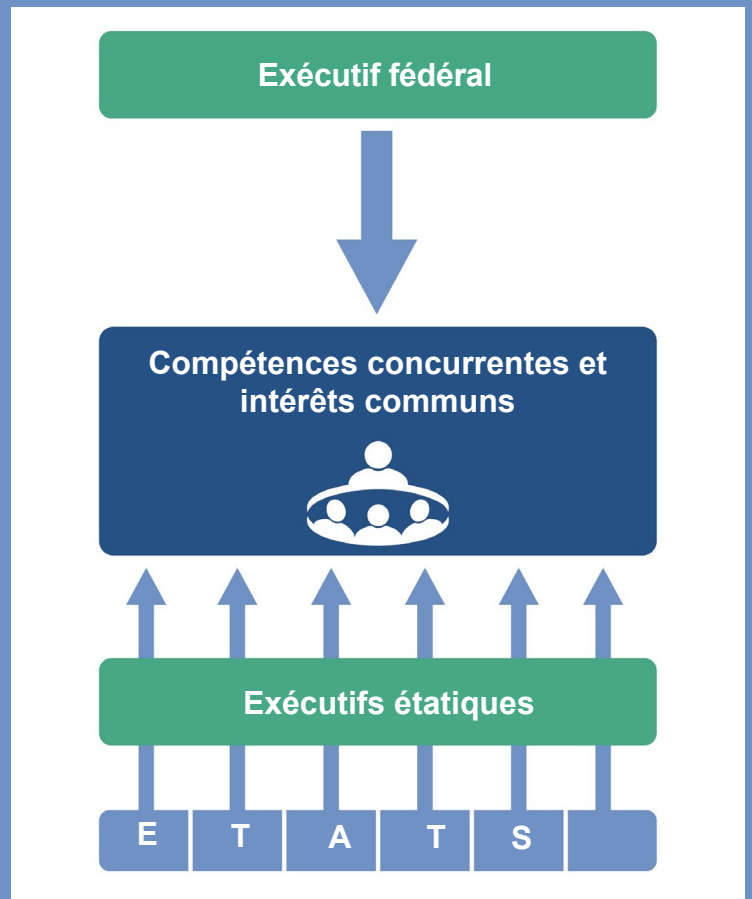 Exécutif fédéral
Compétences concurrentes et
intérêts communs
Exécutifs étatiques
E T A T S